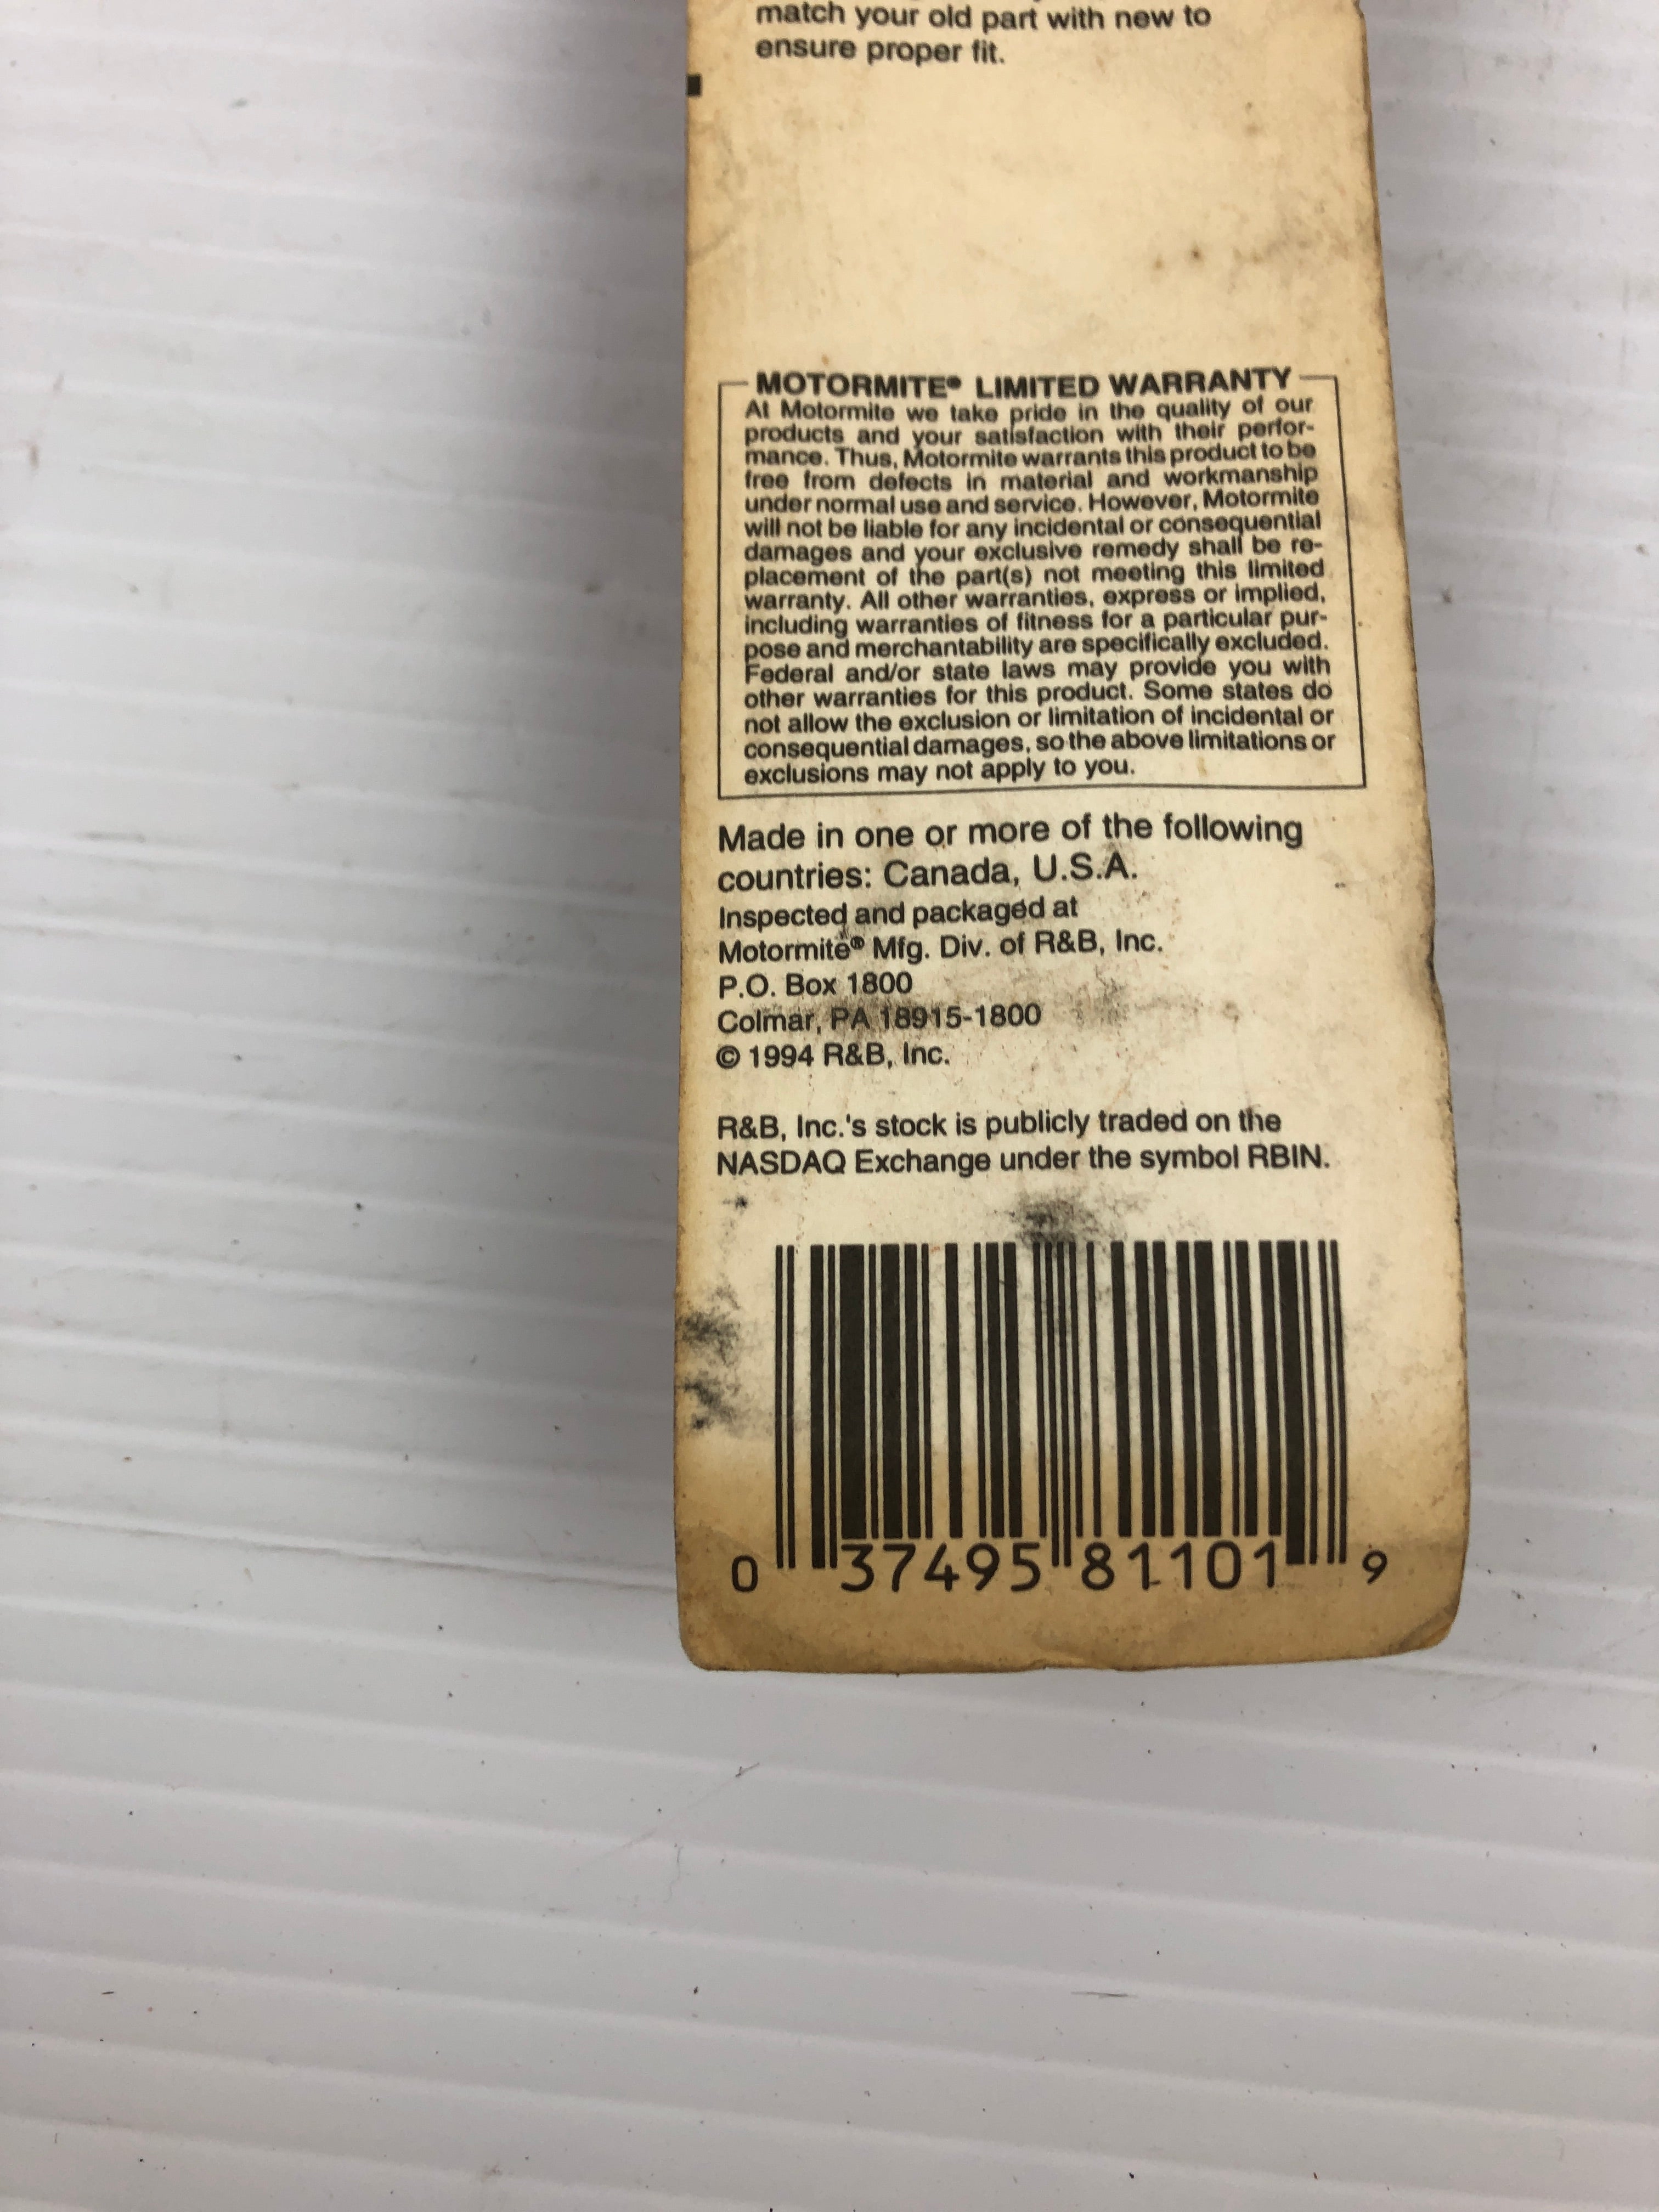 match your old part with new to
ensure proper fit.
MOTORMITE® LIMITED WARRANTY
At Motormite we take pride in the quality of our
products and your satisfaction with their perfor-
mance. Thus, Motormite warrants this product to be
free from defects in material and workmanship
under normal use and service. However, Motormite
will not be liable for any incidental or consequential
damages and your exclusive remedy shall be re-
placement of the part(s) not meeting this limited
warranty. All other warranties, express or implied,
including warranties of fitness for a particular pur-
pose and merchantability are specifically excluded.
Federal and/or state laws may provide you with
other warranties for this product. Some states do
not allow the exclusion or limitation of incidental or
consequential damages, so the above limitations or
exclusions may not apply to you.
Made in one or more of the following
countries: Canada, U.S.A.
Inspected and packaged at
Motormite® Mfg. Div. of R&B, Inc.
P.O. Box 1800
Colmar, PA 18915-1800
© 1994 R&B, Inc.
R&B, Inc.'s stock is publicly traded on the
NASDAQ Exchange under the symbol RBIN.
0 37495 81101 9